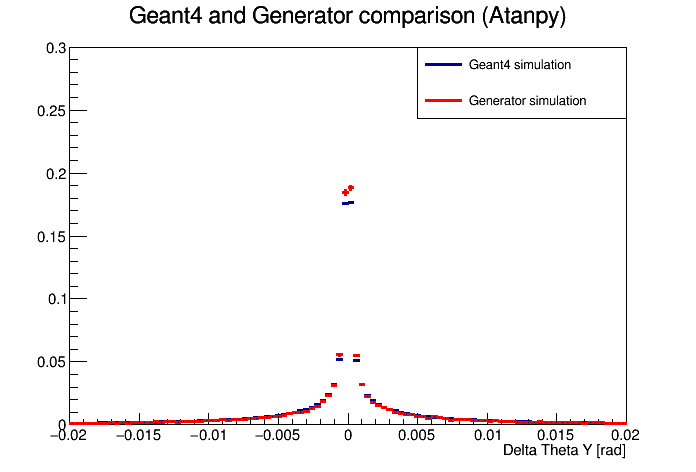 Geant4 and Generator comparison (Atanpy)
0.3
Geant4 simulation
0.25
Generator simulation
0.2
0.15
0.1
0.05
0
−0.02 −0.015 −0.01 −0.005 0 0.005 0.01 0.015 0.02
Delta Theta Y [rad]